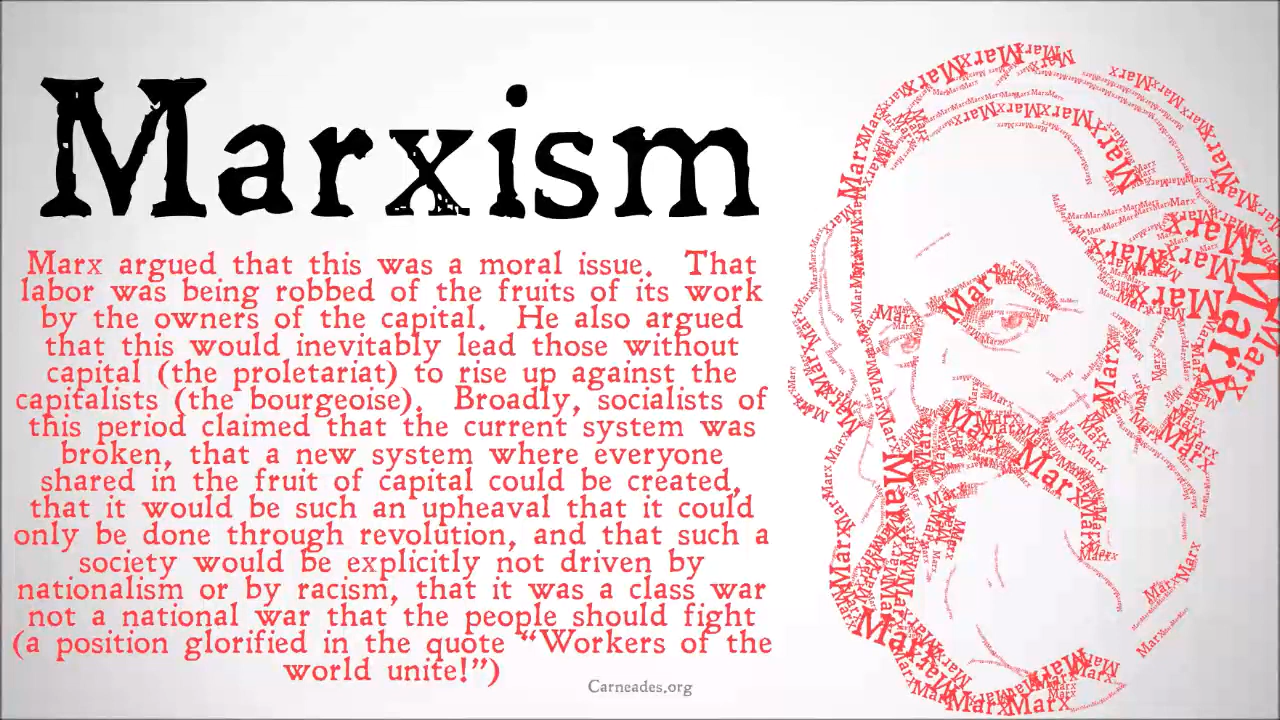 Marxism
Marx argued that this was a moral issue. That
labor was being robbed of the fruits of its work
by the owners of the capital. He also argued
that this would inevitably lead those without
capital (the proletariat) to rise up against the
capitalists (the bourgeoise). Broadly, socialists of
this period claimed that the current system was
broken, that a new system where everyone
shared in the fruit of capital could be created,
that it would be such an upheaval that it could
only be done through revolution, and that such a
society would be explicitly not driven by
nationalism or by racism, that it was a class war
not a national war that the people should fight
(a position glorified in the quote “Workers of the
world unite!”)
Carneades.org